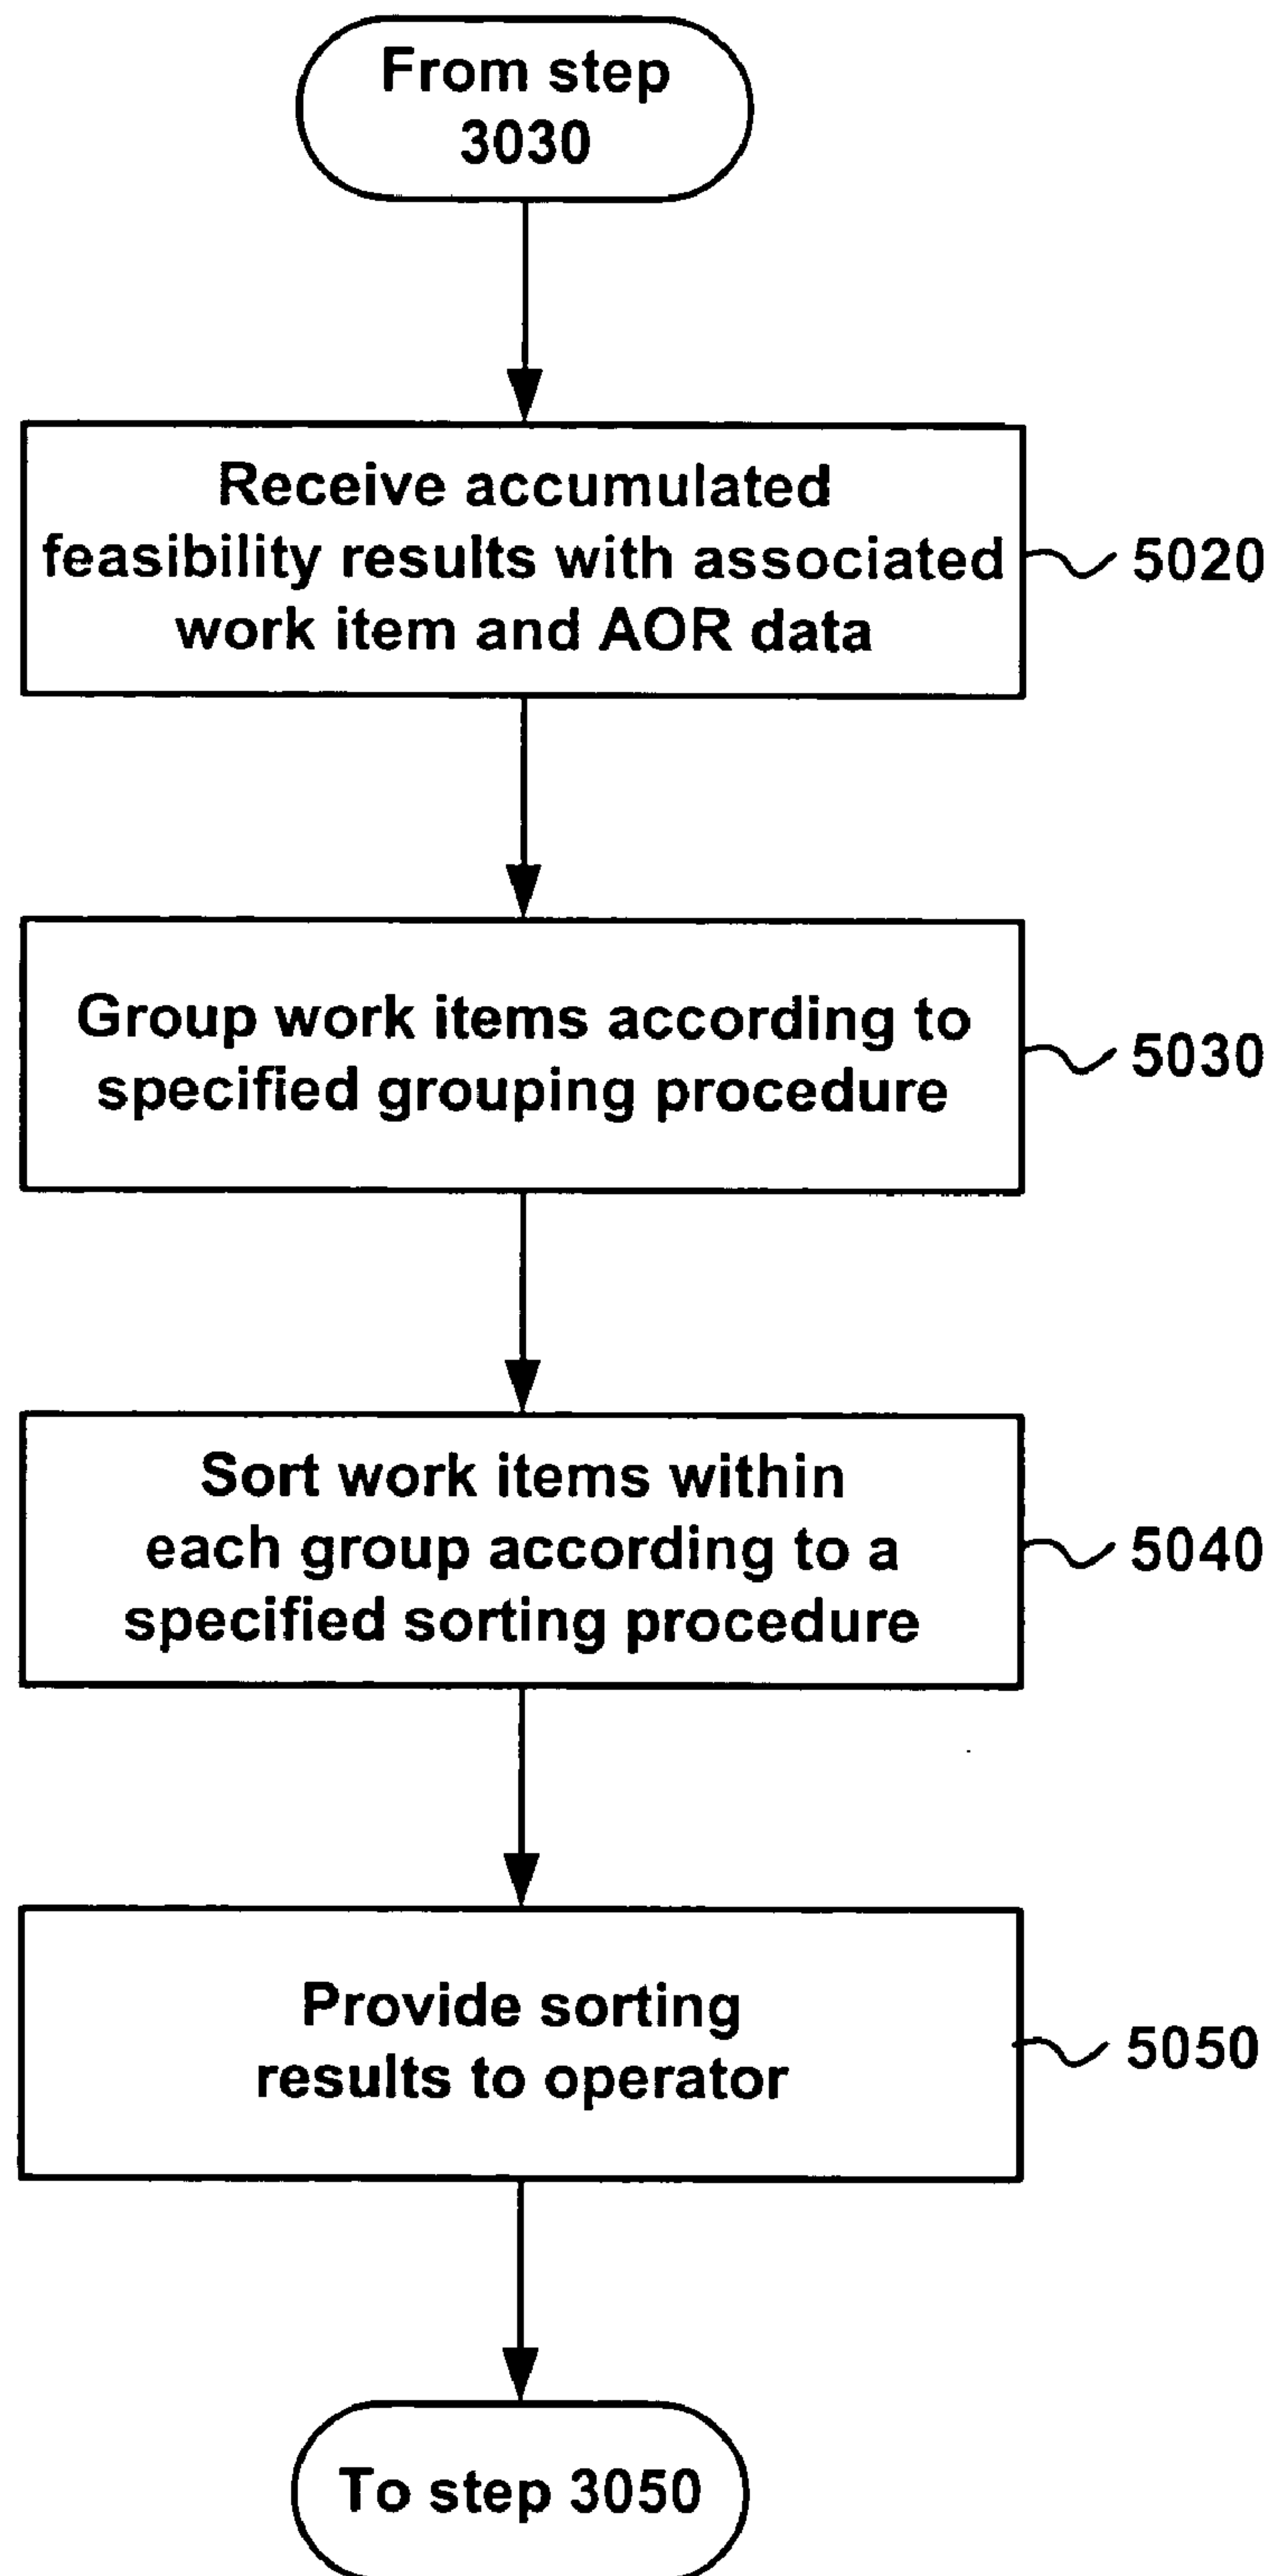 From step
3030
Receive accumulated
feasibility results with associated
work item and AOR data
5020
Group work items according to
specified grouping procedure
5030
Sort work items within
each group according to a
specified sorting procedure
5040
Provide sorting
results to operator
5050
To step 3050